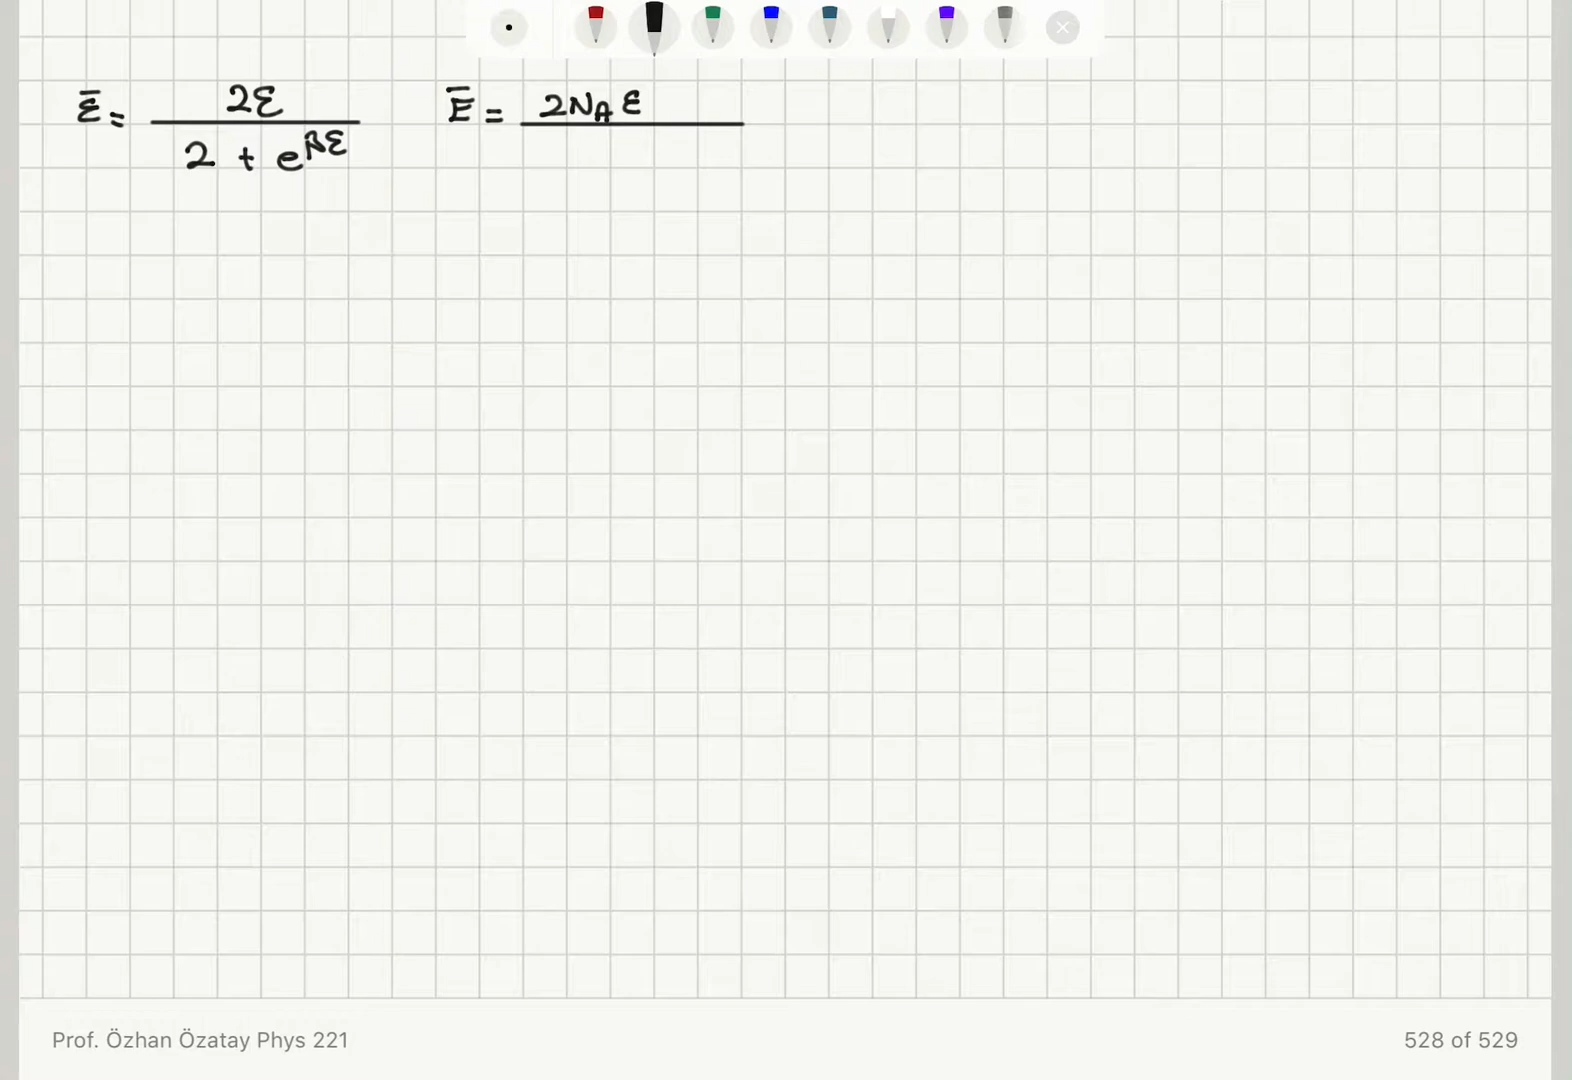 ε̄ = 2ε / (2 + e^{βε})    Ē = 2N_A ε /
Prof. Özhan Özatay Phys 221    528 of 529